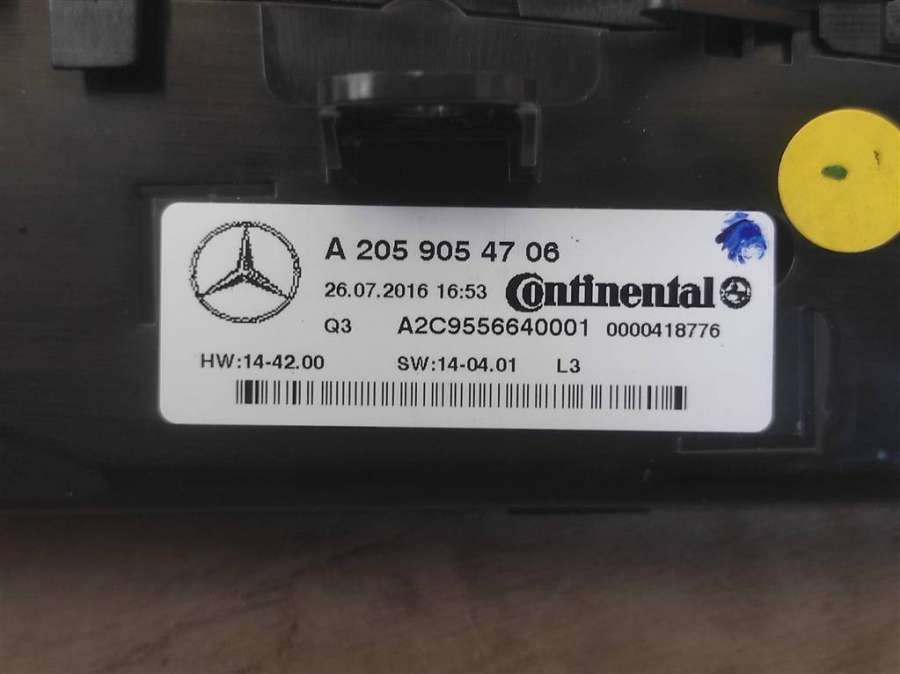 A 205 905 47 06
26.07.2016 16:53 Continental
Q3 A2C9556640001 0000418776
HW:14-42.00 SW:14-04.01 L3